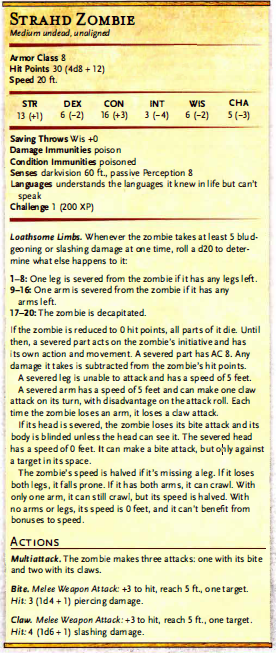 STRAHD ZOMBIE
Medium undead, unaligned
Armor Class 8
Hit Points 30 (4d8 + 12)
Speed 20 ft.
STR DEX CON INT WIS CHA
13 (+1) 6 (−2) 16 (+3) 3 (−4) 6 (−2) 5 (−3)
Saving Throws Wis +0
Damage Immunities poison
Condition Immunities poisoned
Senses darkvision 60 ft., passive Perception 8
Languages understands the languages it knew in life but can't
speak
Challenge 1 (200 XP)
Loathsome Limbs. Whenever the zombie takes at least 5 blud-
geoning or slashing damage at one time, roll a d20 to deter-
mine what else happens to it:
1–8: One leg is severed from the zombie if it has any legs left.
9–16: One arm is severed from the zombie if it has any
arms left.
17–20: The zombie is decapitated.
If the zombie is reduced to 0 hit points, all parts of it die. Until
then, a severed part acts on the zombie's initiative and has
its own action and movement. A severed part has AC 8. Any
damage it takes is subtracted from the zombie's hit points.
A severed leg is unable to attack and has a speed of 5 feet.
A severed arm has a speed of 5 feet and can make one claw
attack on its turn, with disadvantage on the attack roll. Each
time the zombie loses an arm, it loses a claw attack.
If its head is severed, the zombie loses its bite attack and its
body is blinded unless the head can see it. The severed head
has a speed of 0 feet. It can make a bite attack, but only against
a target in its space.
The zombie's speed is halved if it's missing a leg. If it loses
both legs, it falls prone. If it has both arms, it can crawl. With
only one arm, it can still crawl, but its speed is halved. With
no arms or legs, its speed is 0 feet, and it can't benefit from
bonuses to speed.
ACTIONS
Multiattack. The zombie makes three attacks: one with its bite
and two with its claws.
Bite. Melee Weapon Attack: +3 to hit, reach 5 ft., one target.
Hit: 3 (1d4 + 1) piercing damage.
Claw. Melee Weapon Attack: +3 to hit, reach 5 ft., one target.
Hit: 4 (1d6 + 1) slashing damage.